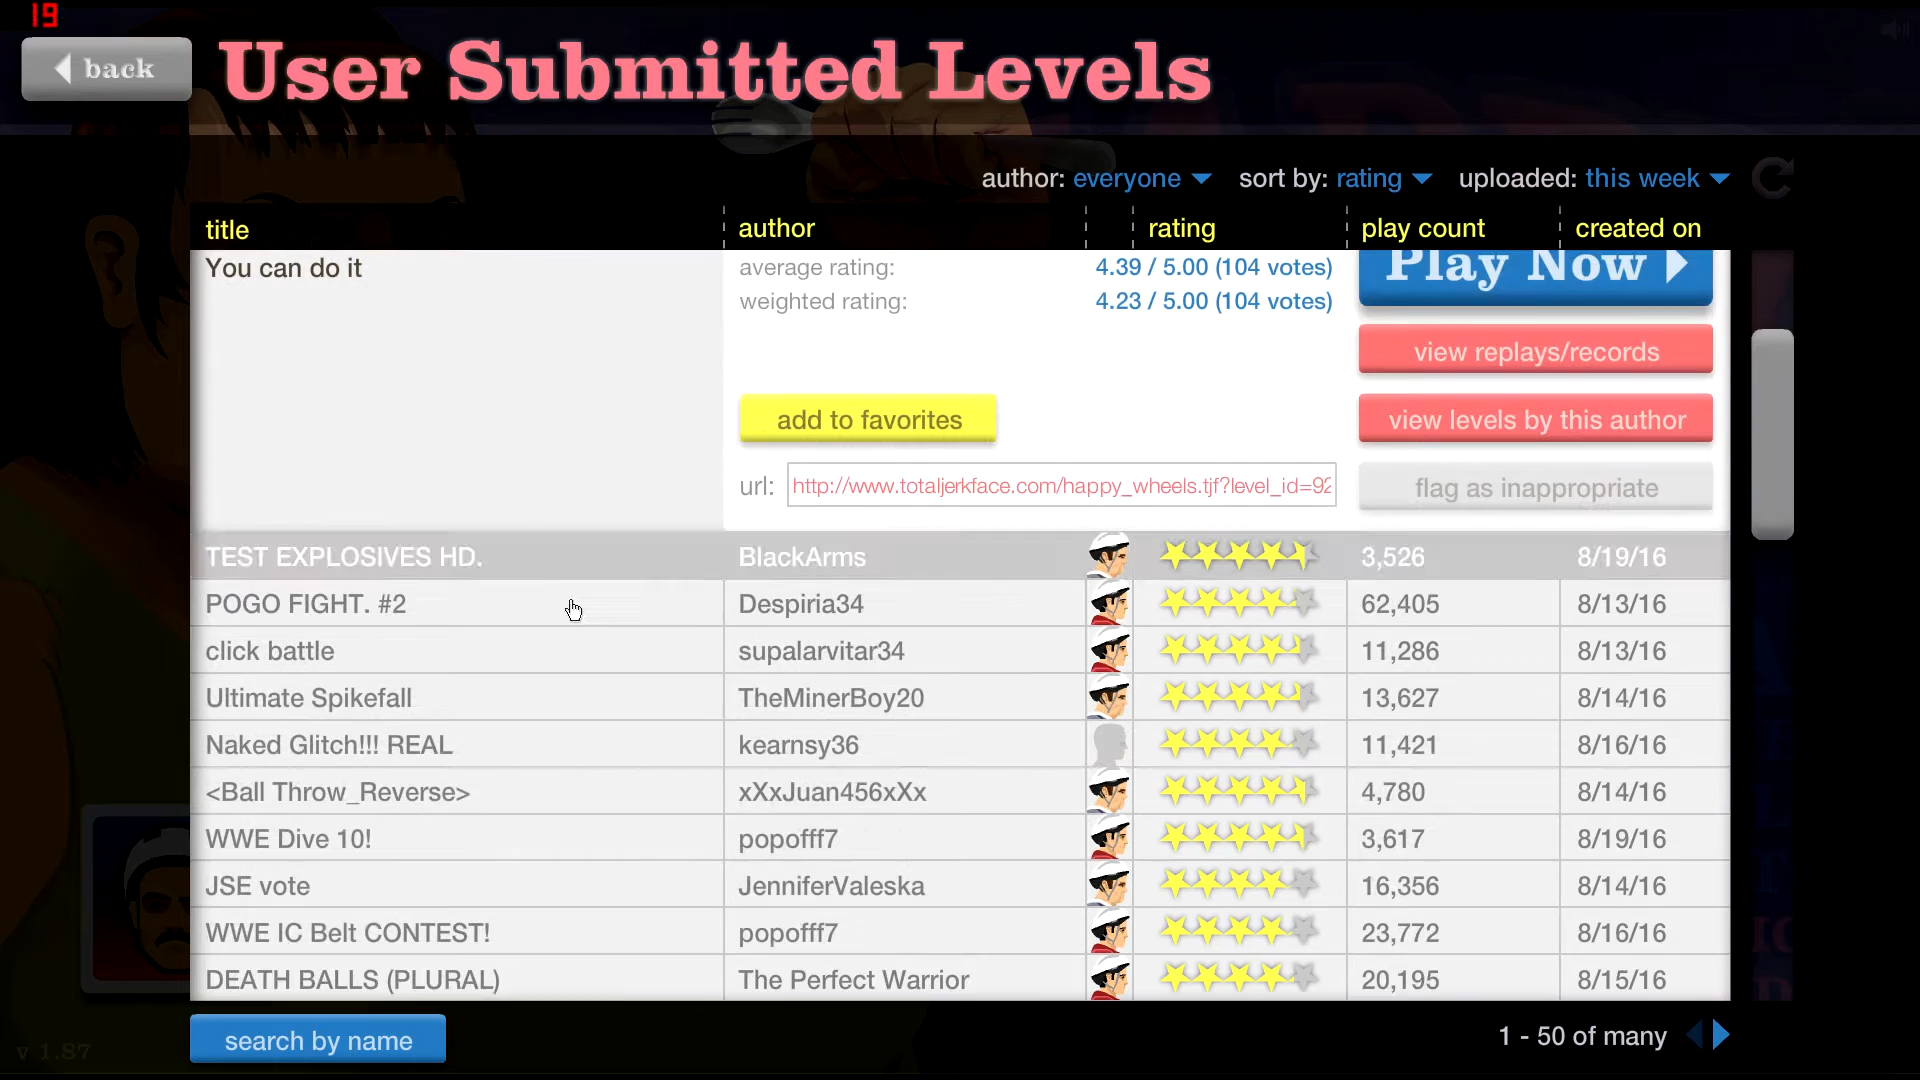 19
back
User Submitted Levels
author: everyone sort by: rating uploaded: this week
title author rating play count created on
You can do it
average rating: 4.39 / 5.00 (104 votes)
weighted rating: 4.23 / 5.00 (104 votes)
Play Now
view replays/records
add to favorites
view levels by this author
url: http://www.totaljerkface.com/happy_wheels.tjf?level_id=92
flag as inappropriate
TEST EXPLOSIVES HD. BlackArms 3,526 8/19/16
POGO FIGHT. #2 Despiria34 62,405 8/13/16
click battle supalarvitar34 11,286 8/13/16
Ultimate Spikefall TheMinerBoy20 13,627 8/14/16
Naked Glitch!!! REAL kearnsy36 11,421 8/16/16
<Ball Throw_Reverse> xXxJuan456xXx 4,780 8/14/16
WWE Dive 10! popofff7 3,617 8/19/16
JSE vote JenniferValeska 16,356 8/14/16
WWE IC Belt CONTEST! popofff7 23,772 8/16/16
DEATH BALLS (PLURAL) The Perfect Warrior 20,195 8/15/16
search by name
1 - 50 of many
v 1.87